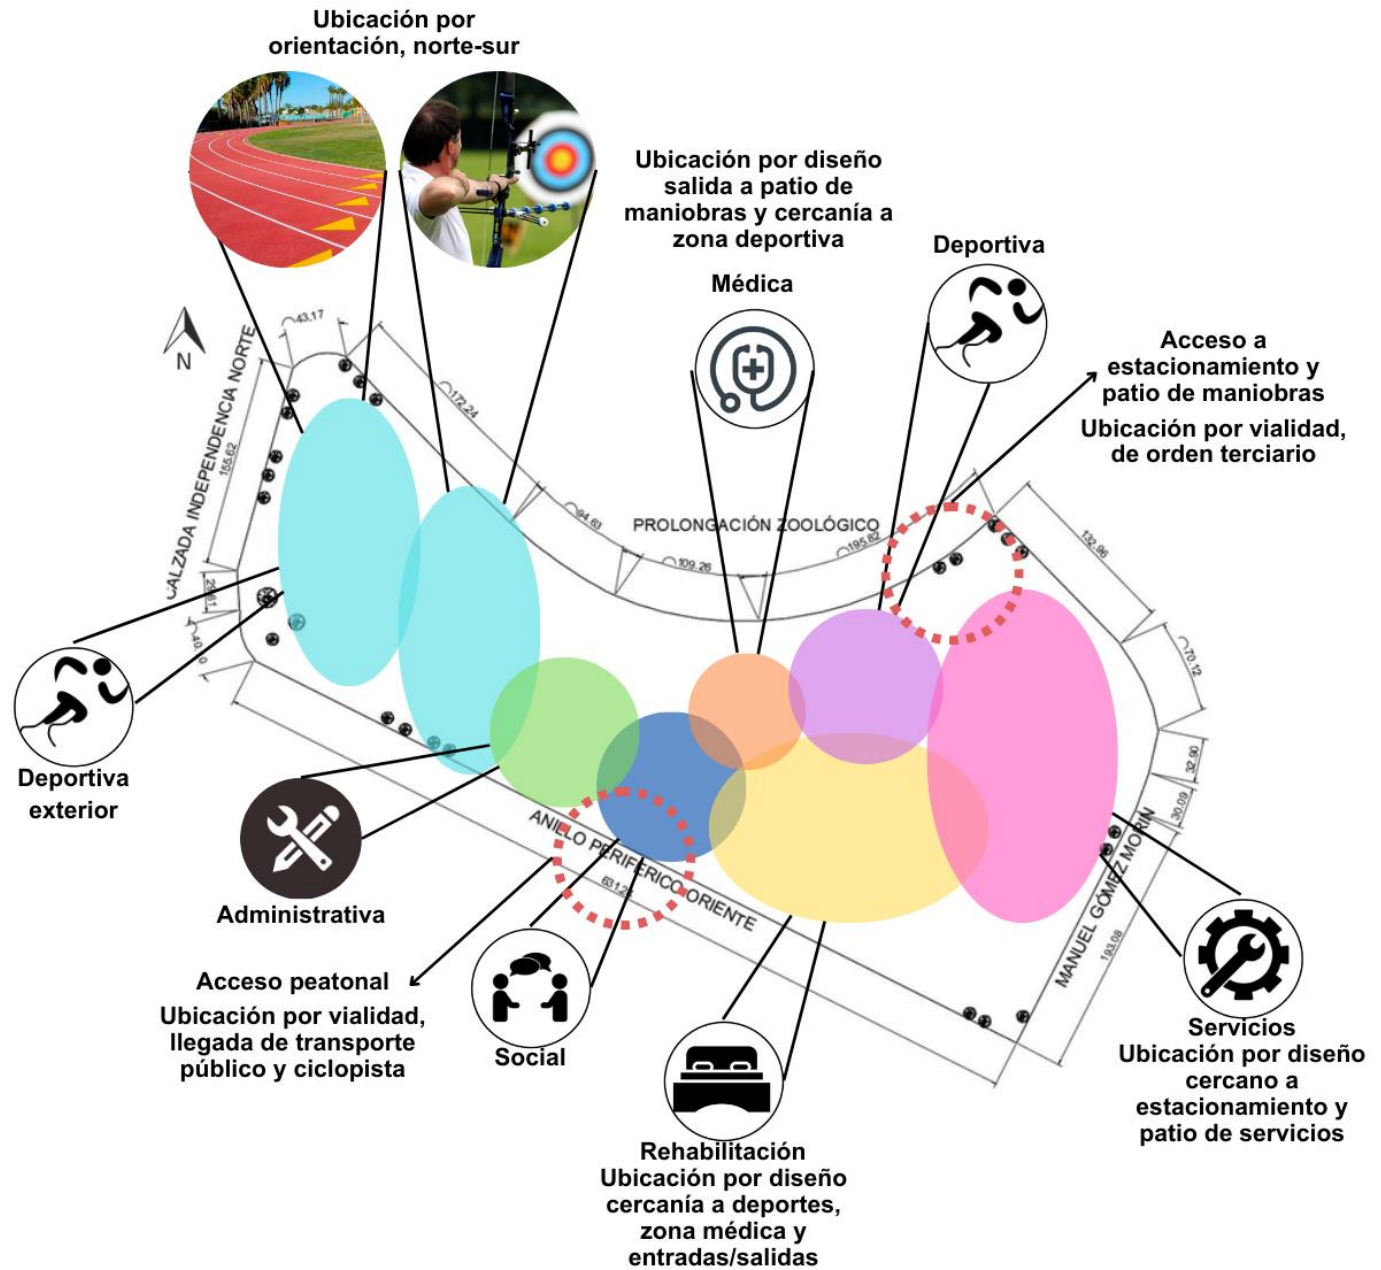 Ubicación por
orientación, norte-sur
Ubicación por diseño
salida a patio de
maniobras y cercanía a
zona deportiva
Médica
Deportiva
Acceso a
estacionamiento y
patio de maniobras
Ubicación por vialidad,
de orden terciario
N
43.17
172.24
94.63
109.26
195.82
132.96
70.12
32.90
30.09
193.08
155.62
CALZADA INDEPENDENCIA NORTE
PROLONGACIÓN ZOOLÓGICO
MANUEL GÓMEZ MORÍN
ANILLO PERIFERICO ORIENTE
Deportiva
exterior
Administrativa
Acceso peatonal
Ubicación por vialidad,
llegada de transporte
público y ciclopista
Social
Rehabilitación
Ubicación por diseño
cercanía a deportes,
zona médica y
entradas/salidas
Servicios
Ubicación por diseño
cercano a
estacionamiento y
patio de servicios